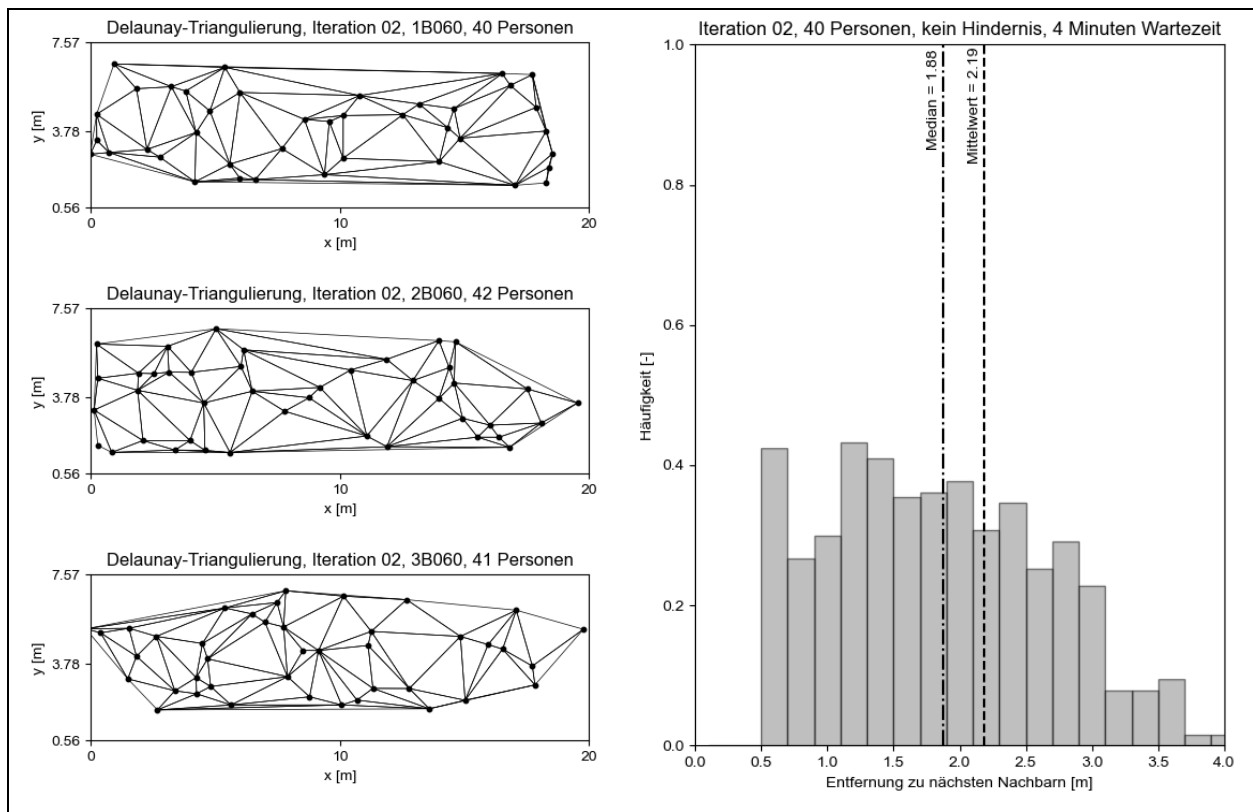 Delaunay-Triangulierung, Iteration 02, 1B060, 40 Personen
7.57
3.78
0.56
y [m]
0
10
20
x [m]
Delaunay-Triangulierung, Iteration 02, 2B060, 42 Personen
7.57
3.78
0.56
y [m]
0
10
20
x [m]
Delaunay-Triangulierung, Iteration 02, 3B060, 41 Personen
7.57
3.78
0.56
y [m]
0
10
20
x [m]
Iteration 02, 40 Personen, kein Hindernis, 4 Minuten Wartezeit
1.0
0.8
0.6
0.4
0.2
0.0
Häufigkeit [-]
Median = 1.88
Mittelwert = 2.19
0.0
0.5
1.0
1.5
2.0
2.5
3.0
3.5
4.0
Entfernung zu nächsten Nachbarn [m]